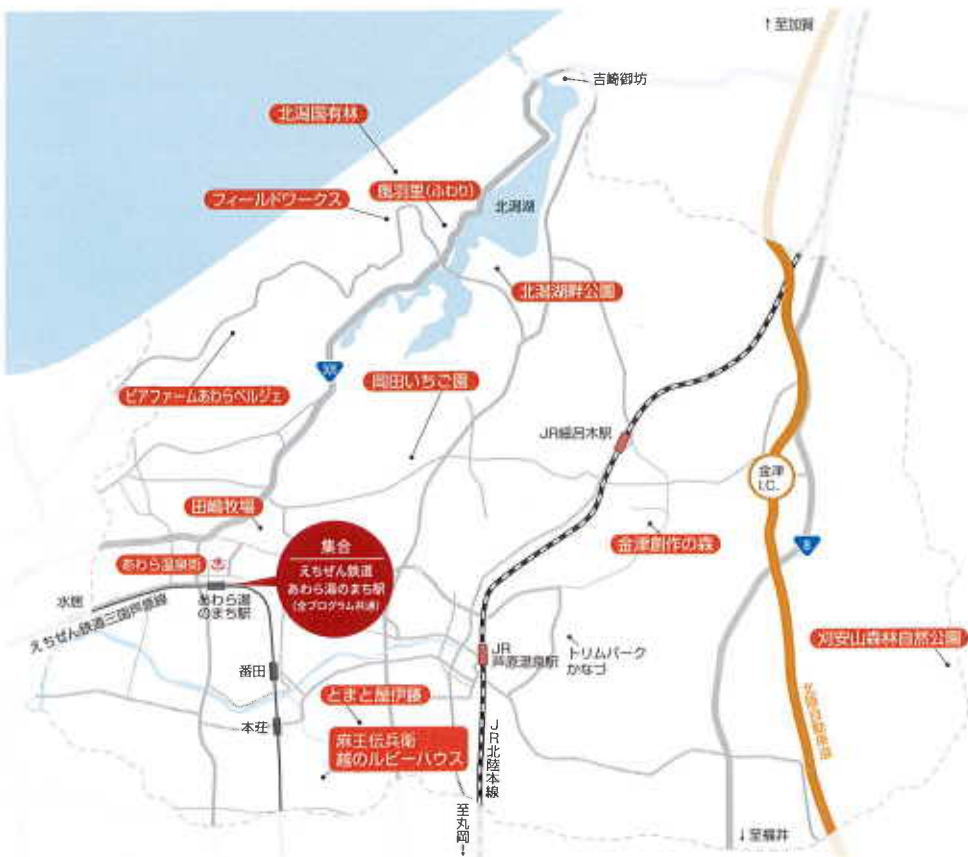 ↑至加賀
吉崎御坊
北潟国有林
風羽里(ふわり)
フィールドワークス
北潟湖
北潟湖畔公園
305
ピアファームあわらベルジェ
岡田いちご園
JR細呂木駅
金津
I.C.
田嶋牧場
金津創作の森
8
集合
えちぜん鉄道
あわら湯のまち駅
(全プログラム共通)
あわら温泉街
あわら湯
のまち駅
水居
えちぜん鉄道三国芦原線
刈安山森林自然公園
JR
芦原温泉駅
トリムパーク
かなづ
番田
とまと屋伊藤
本荘
麻王伝兵衛
越のルビーハウス
JR北陸本線
北陸自動車道
至丸岡↓
↓至福井